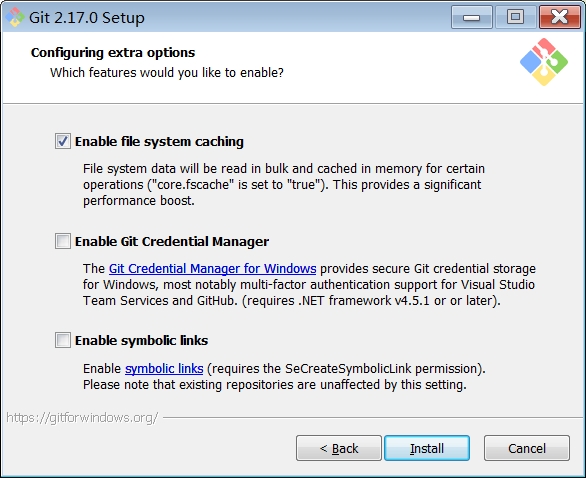 Git 2.17.0 Setup
Configuring extra options
Which features would you like to enable?
Enable file system caching
File system data will be read in bulk and cached in memory for certain
operations ("core.fscache" is set to "true"). This provides a significant
performance boost.
Enable Git Credential Manager
The Git Credential Manager for Windows provides secure Git credential storage
for Windows, most notably multi-factor authentication support for Visual Studio
Team Services and GitHub. (requires .NET framework v4.5.1 or or later).
Enable symbolic links
Enable symbolic links (requires the SeCreateSymbolicLink permission).
Please note that existing repositories are unaffected by this setting.
https://gitforwindows.org/
< Back
Install
Cancel